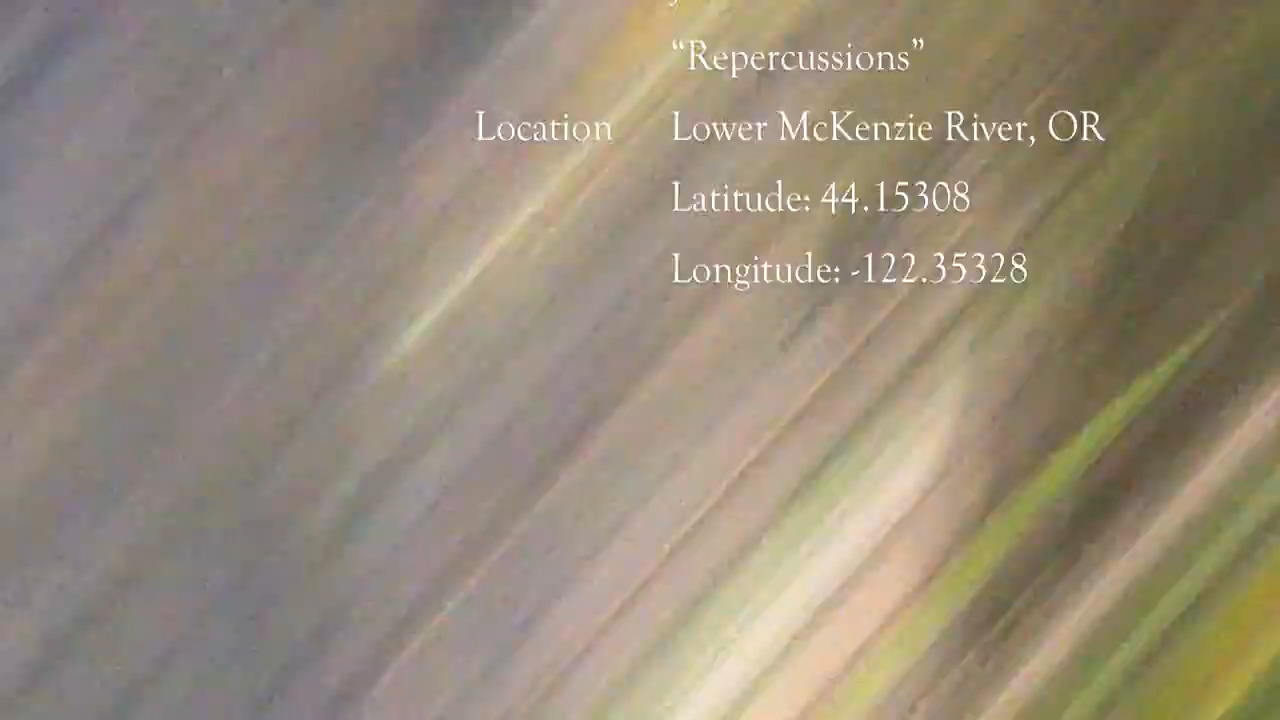 “Repercussions”
Location Lower McKenzie River, OR
Latitude: 44.15308
Longitude: -122.35328